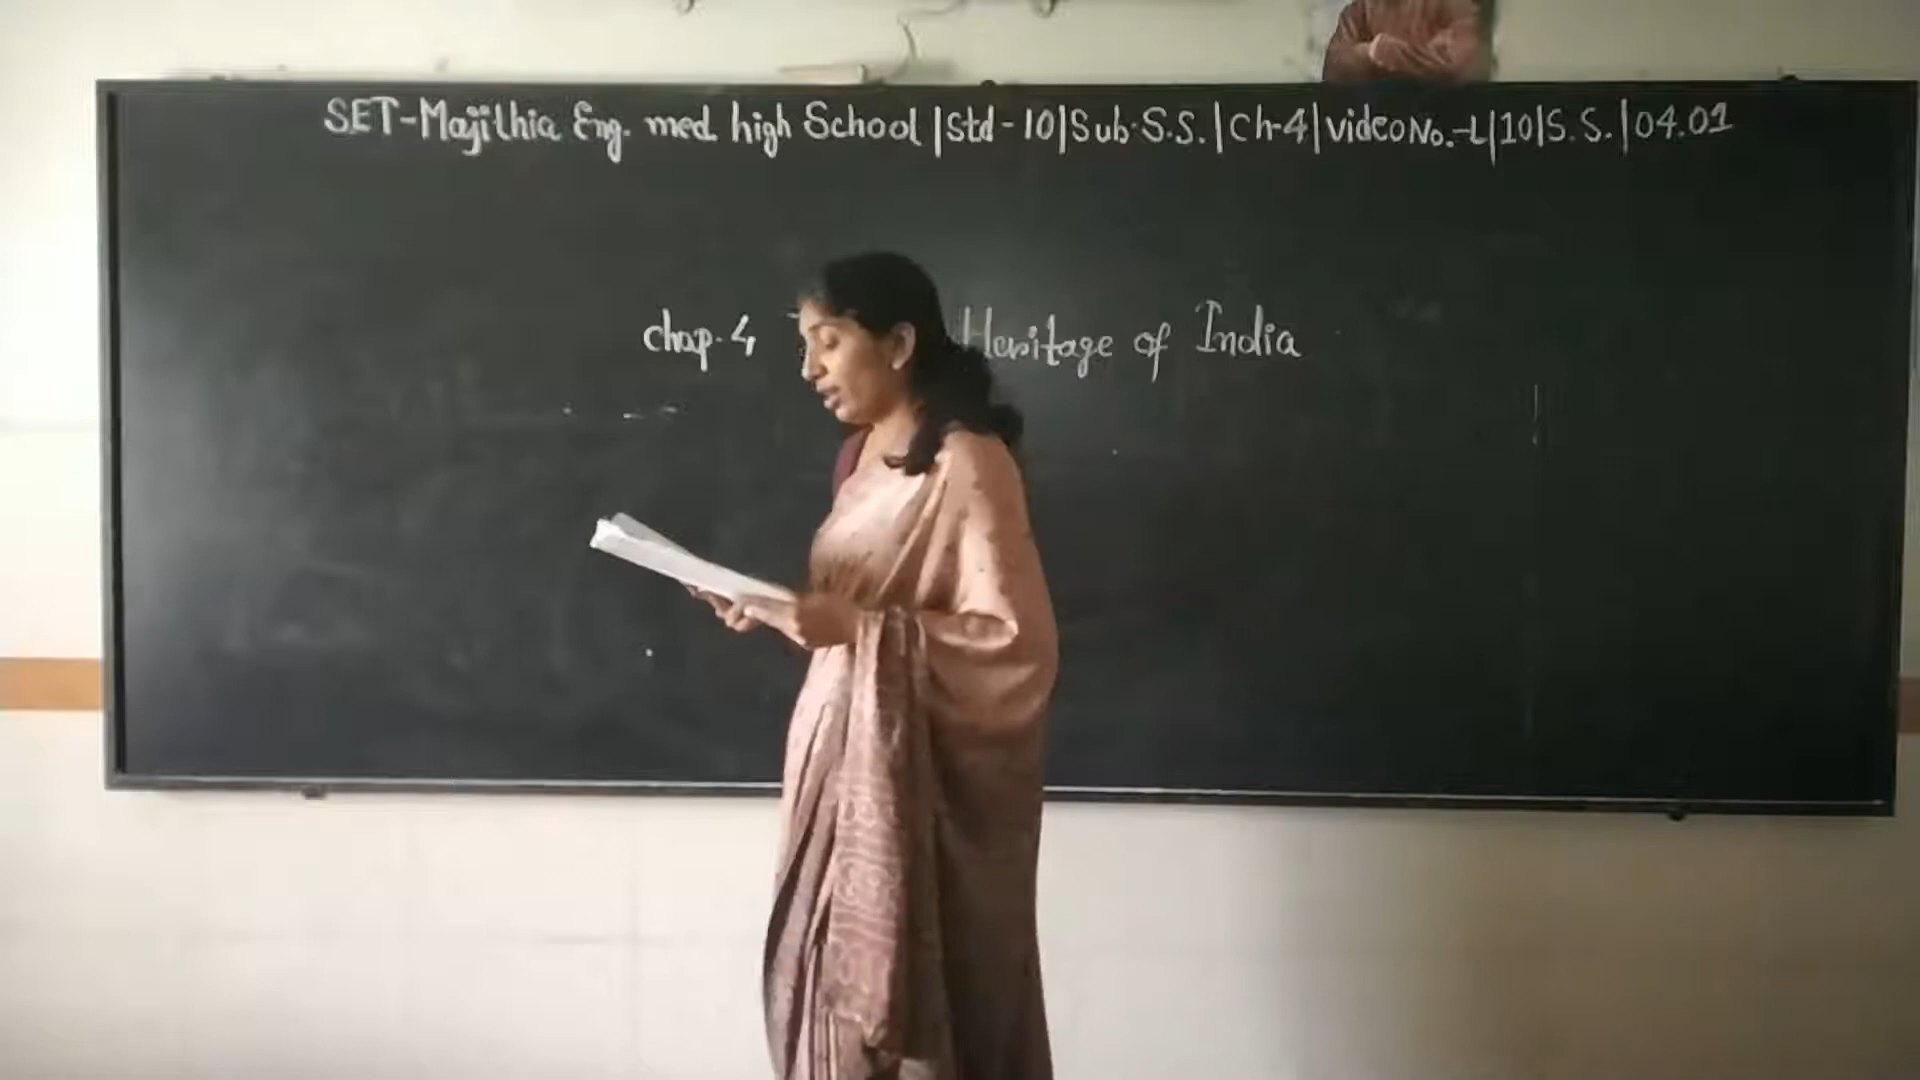 SET-Majithia Eng. med high School |Std-10|Sub-S.S.|Ch-4|Video No.-L|10|S.S.|04.01
chap-4 Heritage of India